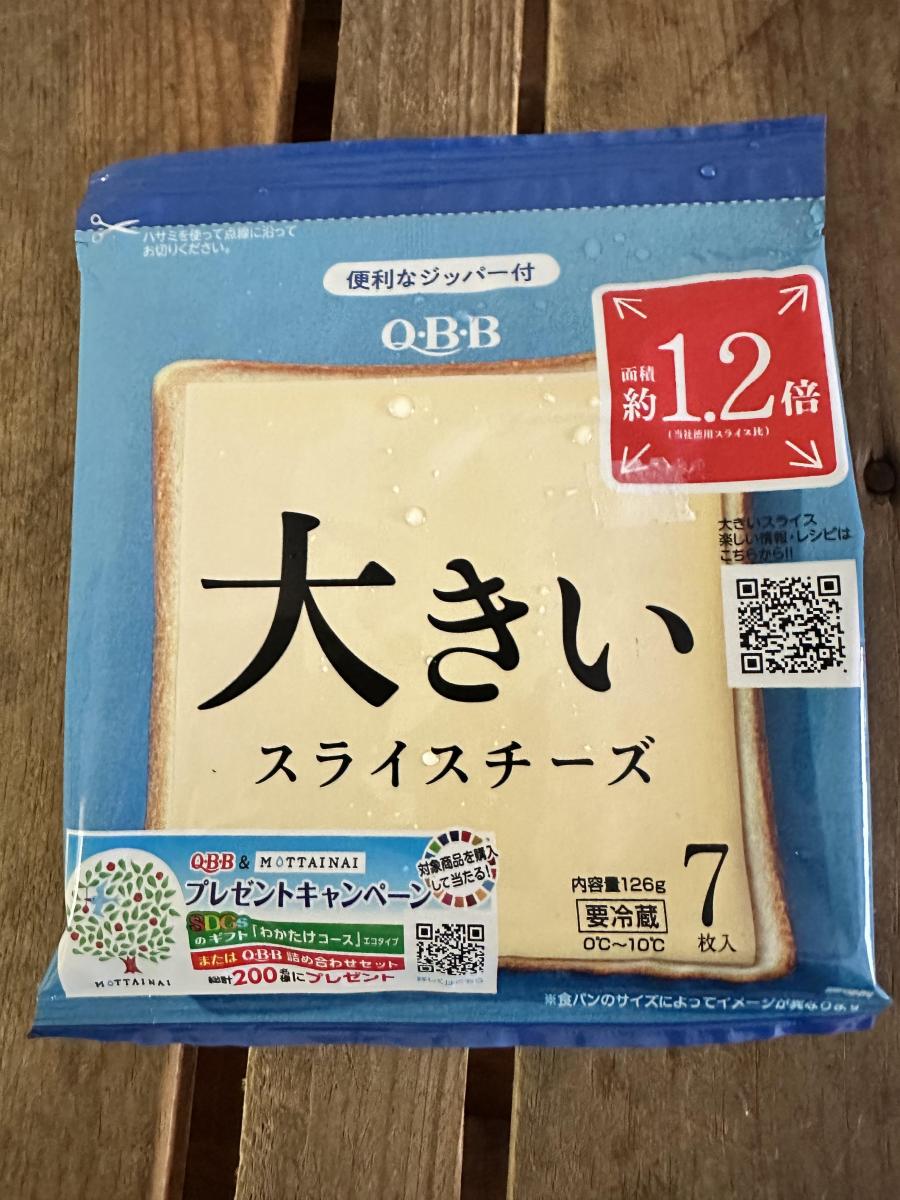 ハサミを使って点線に沿って
お切りください。
便利なジッパー付
Q・B・B
面積
約1.2倍
(当社徳用スライス比)
大きいスライス
楽しい情報・レシピは
こちらから!!
大きい
スライスチーズ
Q・B・B & MOTTAINAI
プレゼントキャンペーン
対象商品を購入
して当たる!
SDGs
のギフト「わかたけコース」エコタイプ
または Q・B・B 詰め合わせセット
総計200名様にプレゼント
MOTTAINAI
内容量126g
要冷蔵
0℃〜10℃
7
枚入
※食パンのサイズによってイメージが異なります